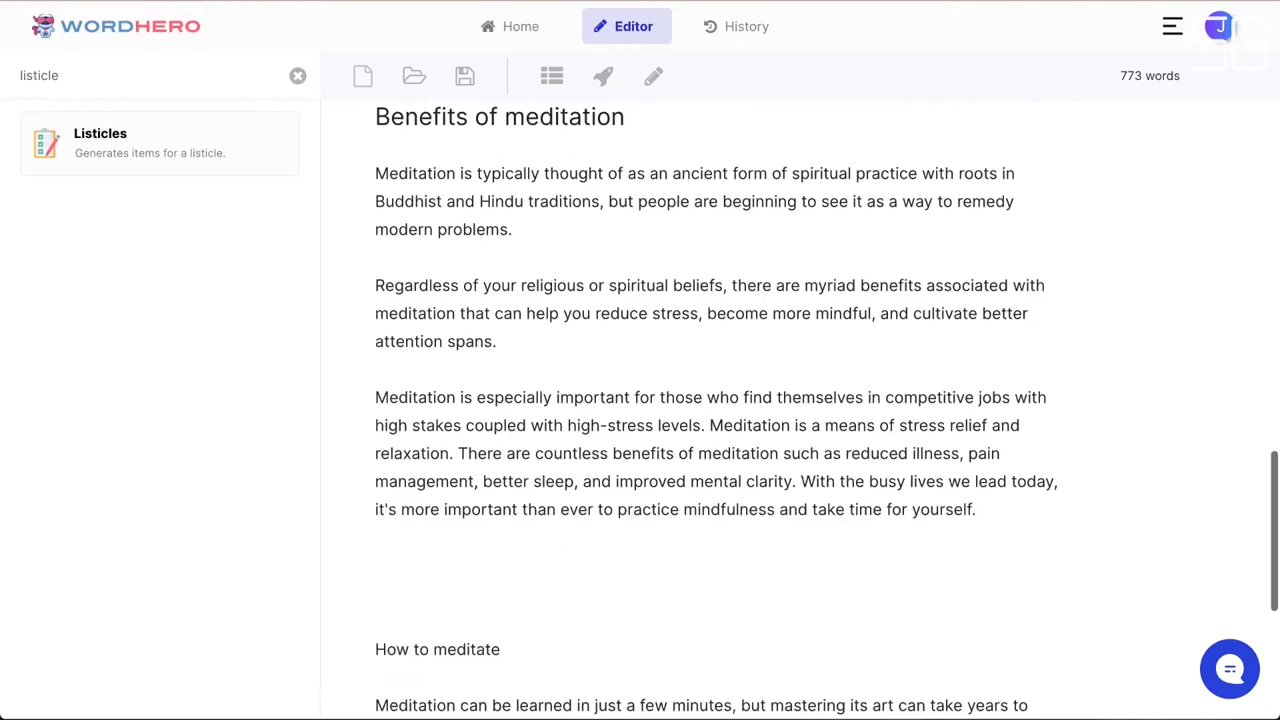 WORDHERO
Home
Editor
History
J
listicle
773 words
Listicles
Generates items for a listicle.
Benefits of meditation
Meditation is typically thought of as an ancient form of spiritual practice with roots in
Buddhist and Hindu traditions, but people are beginning to see it as a way to remedy
modern problems.
Regardless of your religious or spiritual beliefs, there are myriad benefits associated with
meditation that can help you reduce stress, become more mindful, and cultivate better
attention spans.
Meditation is especially important for those who find themselves in competitive jobs with
high stakes coupled with high-stress levels. Meditation is a means of stress relief and
relaxation. There are countless benefits of meditation such as reduced illness, pain
management, better sleep, and improved mental clarity. With the busy lives we lead today,
it's more important than ever to practice mindfulness and take time for yourself.
How to meditate
Meditation can be learned in just a few minutes, but mastering its art can take years to